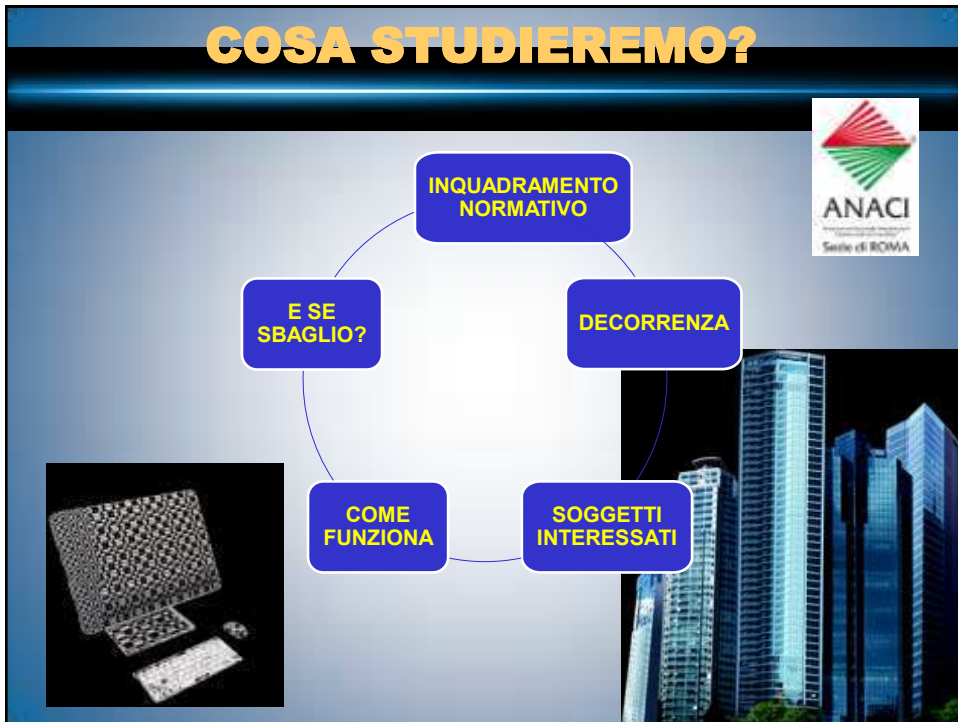 COSA STUDIEREMO?
ANACI
Sede di ROMA
INQUADRAMENTO
NORMATIVO
E SE
SBAGLIO?
DECORRENZA
COME
FUNZIONA
SOGGETTI
INTERESSATI